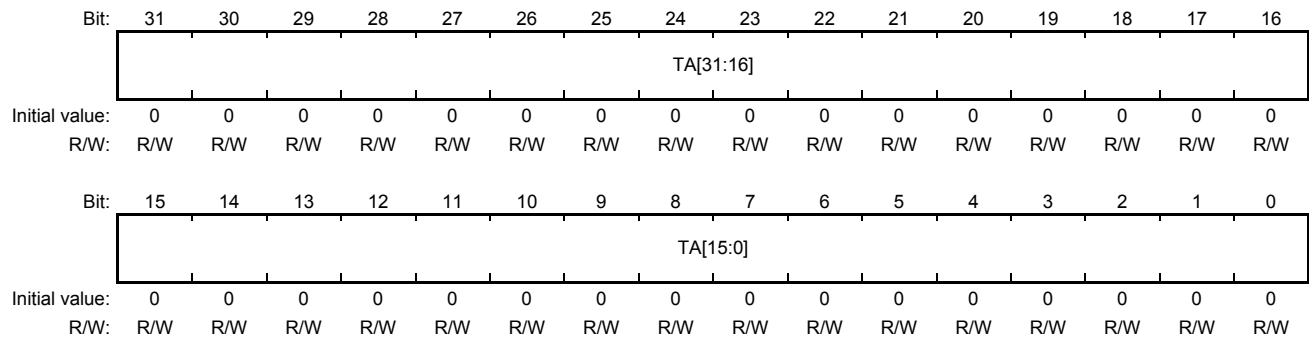 Bit: 31 30 29 28 27 26 25 24 23 22 21 20 19 18 17 16
TA[31:16]
Initial value: 0 0 0 0 0 0 0 0 0 0 0 0 0 0 0 0
R/W: R/W R/W R/W R/W R/W R/W R/W R/W R/W R/W R/W R/W R/W R/W R/W R/W
Bit: 15 14 13 12 11 10 9 8 7 6 5 4 3 2 1 0
TA[15:0]
Initial value: 0 0 0 0 0 0 0 0 0 0 0 0 0 0 0 0
R/W: R/W R/W R/W R/W R/W R/W R/W R/W R/W R/W R/W R/W R/W R/W R/W R/W